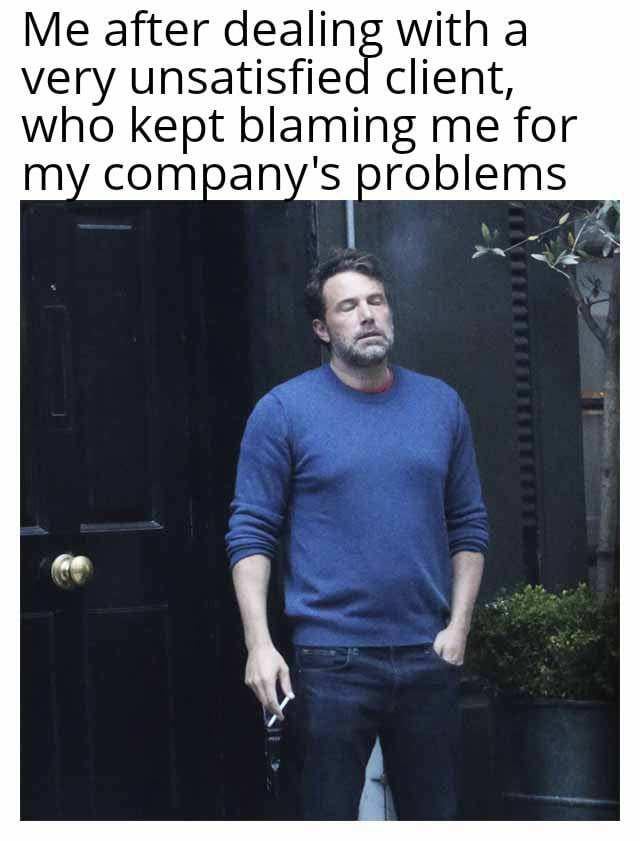 Me after dealing with a
very unsatisfied client,
who kept blaming me for
my company's problems